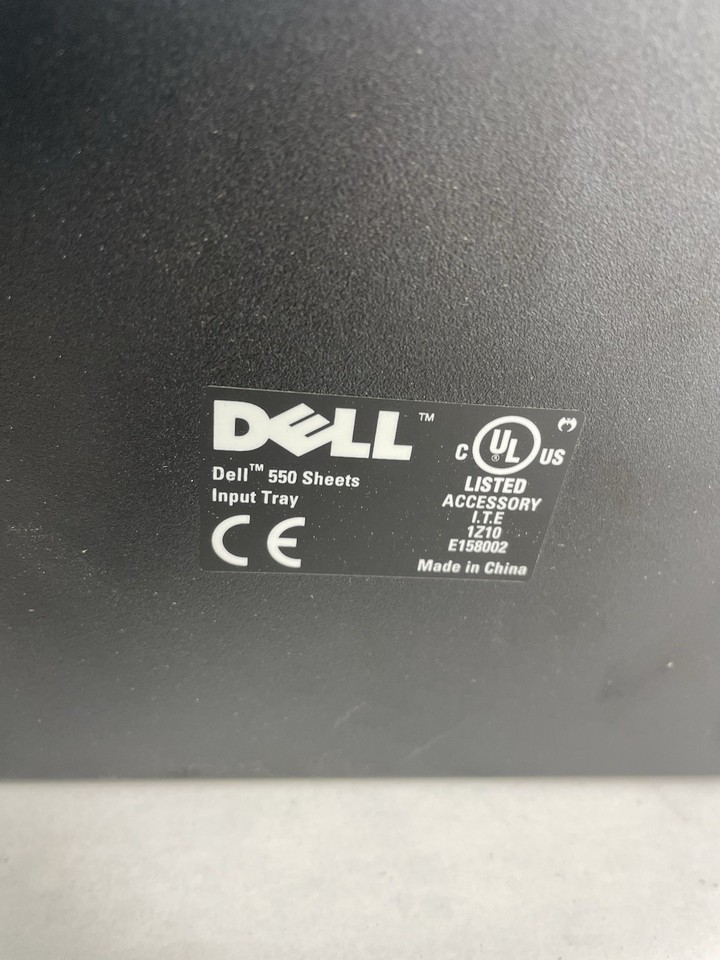 DELL™
Dell™ 550 Sheets
Input Tray
CE
C UL® US
LISTED
ACCESSORY
I.T.E
1Z10
E158002
Made in China